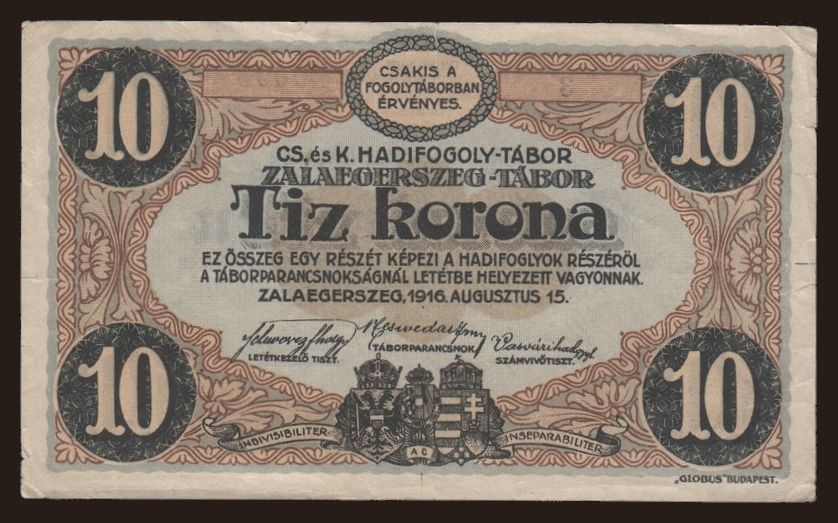 10
CSAKIS A
FOGOLYTÁBORBAN
ÉRVÉNYES.
10
CS. és K. HADIFOGOLY-TÁBOR
ZALAEGERSZEG-TÁBOR
Tiz korona
EZ ÖSSZEG EGY RÉSZÉT KÉPEZI A HADIFOGLYOK RÉSZÉRŐL
A TÁBORPARANCSNOKSÁGNÁL LETÉTBE HELYEZETT VAGYONNAK.
ZALAEGERSZEG, 1916. AUGUSZTUS 15.
LETÉTKEZELŐ TISZT.
TÁBORPARANCSNOK
SZÁMVIVŐTISZT.
10
INDIVISIBILITER
AC
INSEPARABILITER
10
„GLOBUS" BUDAPEST.